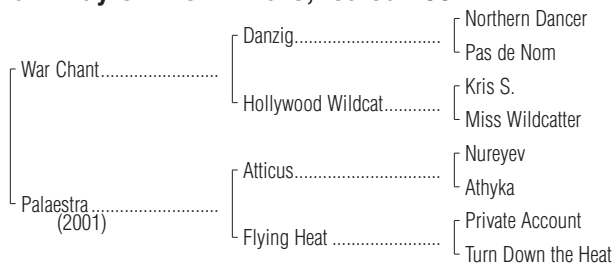 Northern Dancer
Danzig..................................
Pas de Nom
War Chant...........................
Kris S.
Hollywood Wildcat.............
Miss Wildcatter
Nureyev
Atticus..................................
Athyka
Palaestra.............................
(2001)
Private Account
Flying Heat ........................
Turn Down the Heat